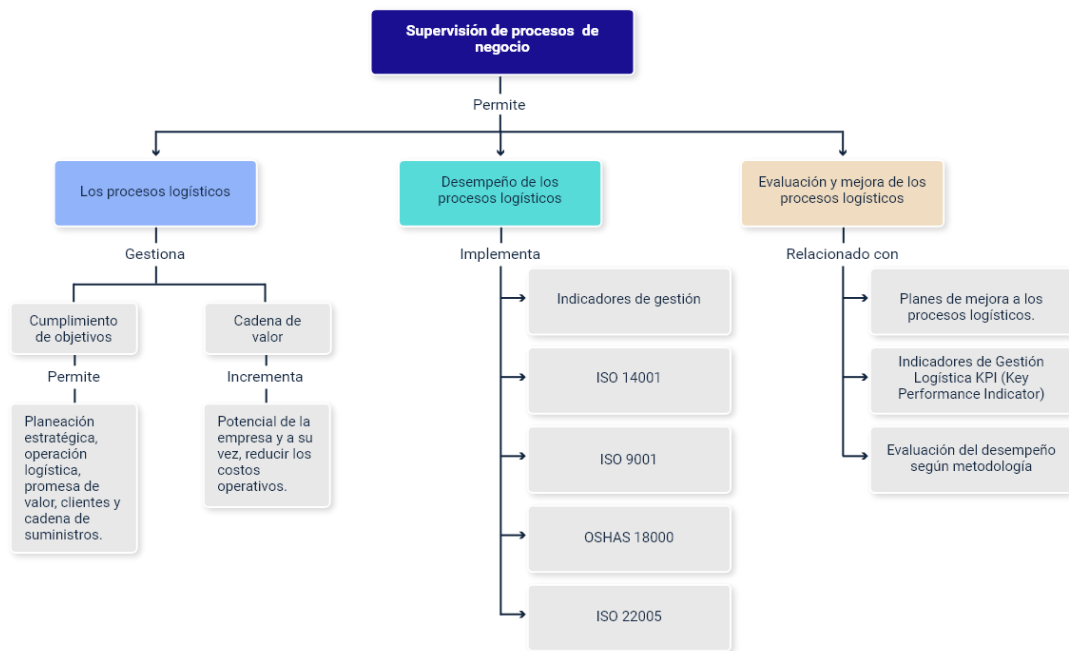 Supervisión de procesos de
negocio
Permite
Los procesos logísticos
Desempeño de los
procesos logísticos
Evaluación y mejora de los
procesos logísticos
Gestiona
Implementa
Relacionado con
Cumplimiento
de objetivos
Cadena de
valor
Permite
Incrementa
Planeación
estratégica,
operación
logística,
promesa de
valor, clientes y
cadena de
suministros.
Potencial de la
empresa y a su
vez, reducir los
costos
operativos.
Indicadores de gestión
ISO 14001
ISO 9001
OSHAS 18000
ISO 22005
Planes de mejora a los
procesos logísticos.
Indicadores de Gestión
Logística KPI (Key
Performance Indicator)
Evaluación del desempeño
según metodología